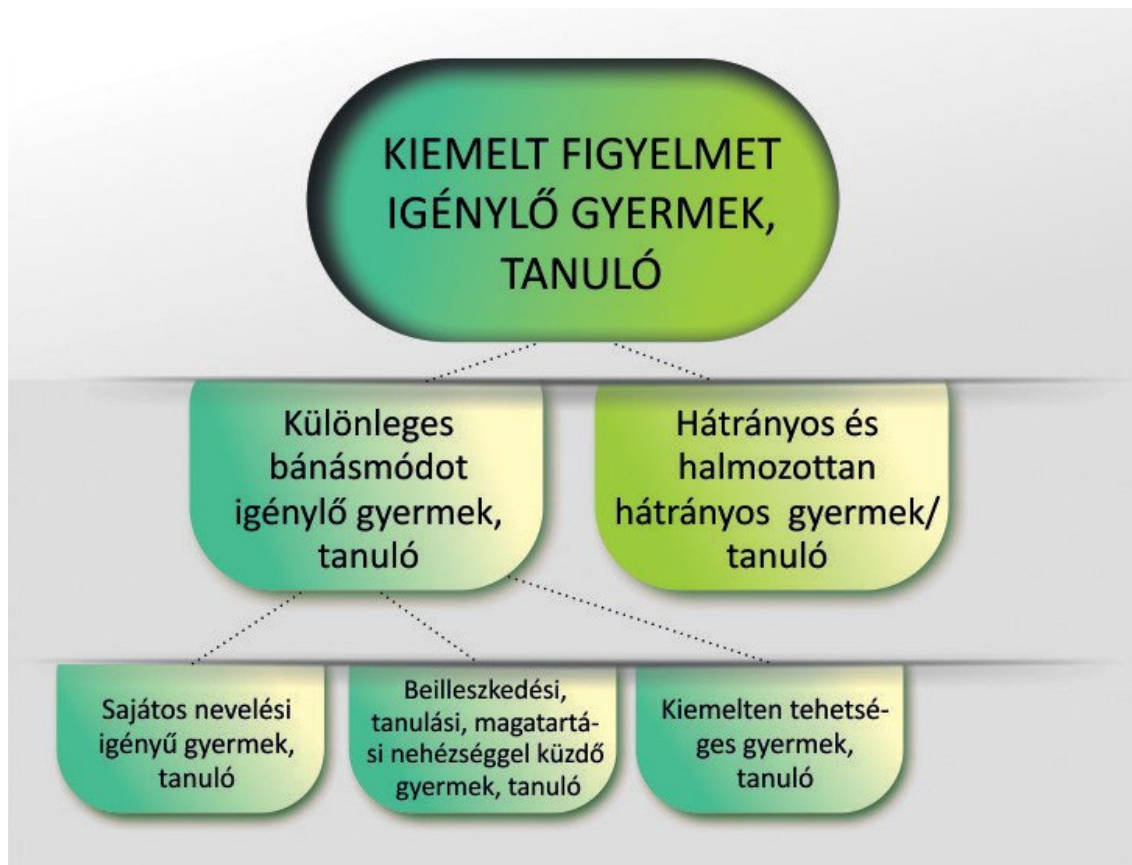 KIEMELT FIGYELMET
IGÉNYLŐ GYERMEK,
TANULÓ
Különleges
bánásmódot
igénylő gyermek,
tanuló
Hátrányos és
halmozottan
hátrányos gyermek/
tanuló
Sajátos nevelési
igényű gyermek,
tanuló
Beilleszkedési,
tanulási, magatartá-
si nehézséggel küzdő
gyermek, tanuló
Kiemelten tehetsé-
ges gyermek,
tanuló